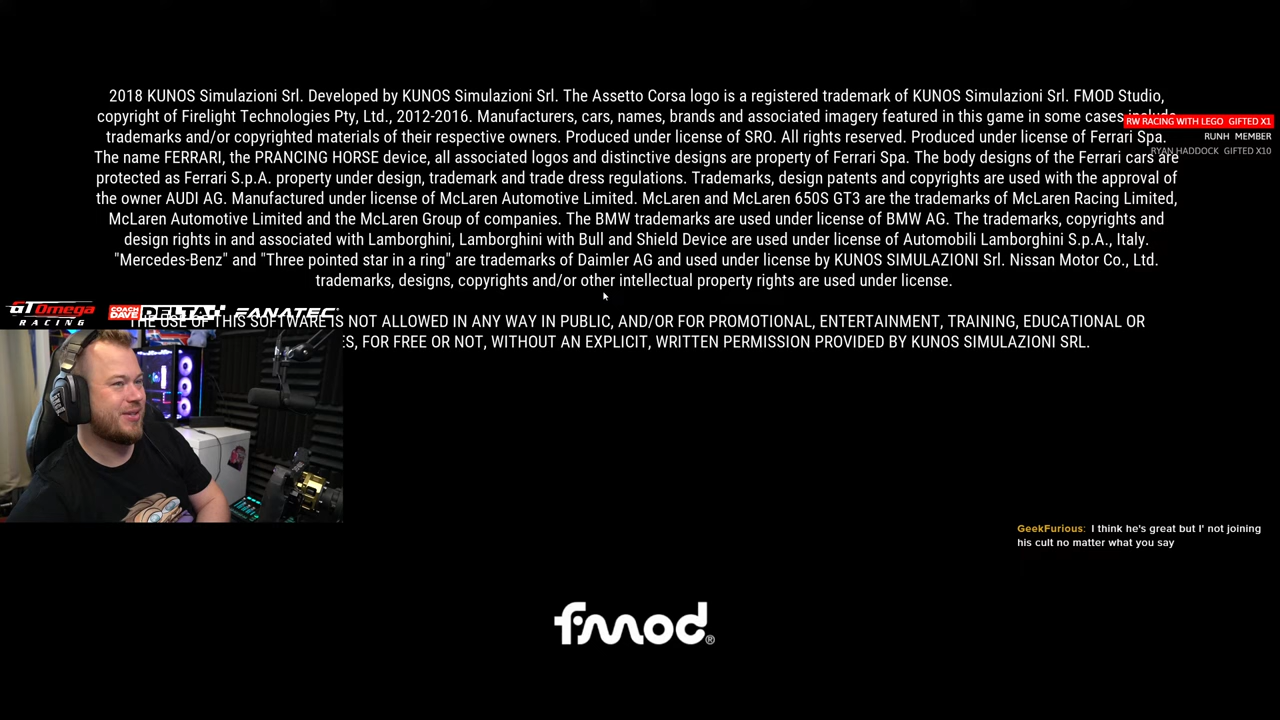 2018 KUNOS Simulazioni Srl. Developed by KUNOS Simulazioni Srl. The Assetto Corsa logo is a registered trademark of KUNOS Simulazioni Srl. FMOD Studio,
copyright of Firelight Technologies Pty, Ltd., 2012-2016. Manufacturers, cars, names, brands and associated imagery featured in this game in some cases include
RW RACING WITH LEGO GIFTED X1
trademarks and/or copyrighted materials of their respective owners. Produced under license of SRO. All rights reserved. Produced under license of Ferrari Spa.
RUNH MEMBER
The name FERRARI, the PRANCING HORSE device, all associated logos and distinctive designs are property of Ferrari Spa. The body designs of the Ferrari cars are
RYAN HADDOCK GIFTED X10
protected as Ferrari S.p.A. property under design, trademark and trade dress regulations. Trademarks, design patents and copyrights are used with the approval of
the owner AUDI AG. Manufactured under license of McLaren Automotive Limited. McLaren and McLaren 650S GT3 are the trademarks of McLaren Racing Limited,
McLaren Automotive Limited and the McLaren Group of companies. The BMW trademarks are used under license of BMW AG. The trademarks, copyrights and
design rights in and associated with Lamborghini, Lamborghini with Bull and Shield Device are used under license of Automobili Lamborghini S.p.A., Italy.
"Mercedes-Benz" and "Three pointed star in a ring" are trademarks of Daimler AG and used under license by KUNOS SIMULAZIONI Srl. Nissan Motor Co., Ltd.
trademarks, designs, copyrights and/or other intellectual property rights are used under license.
GT Omega RACING
COACH DAVE DELTA
FANATEC
THE USE OF THIS SOFTWARE IS NOT ALLOWED IN ANY WAY IN PUBLIC, AND/OR FOR PROMOTIONAL, ENTERTAINMENT, TRAINING, EDUCATIONAL OR
ES, FOR FREE OR NOT, WITHOUT AN EXPLICIT, WRITTEN PERMISSION PROVIDED BY KUNOS SIMULAZIONI SRL.
GeekFurious: I think he's great but I' not joining
his cult no matter what you say
fmod®